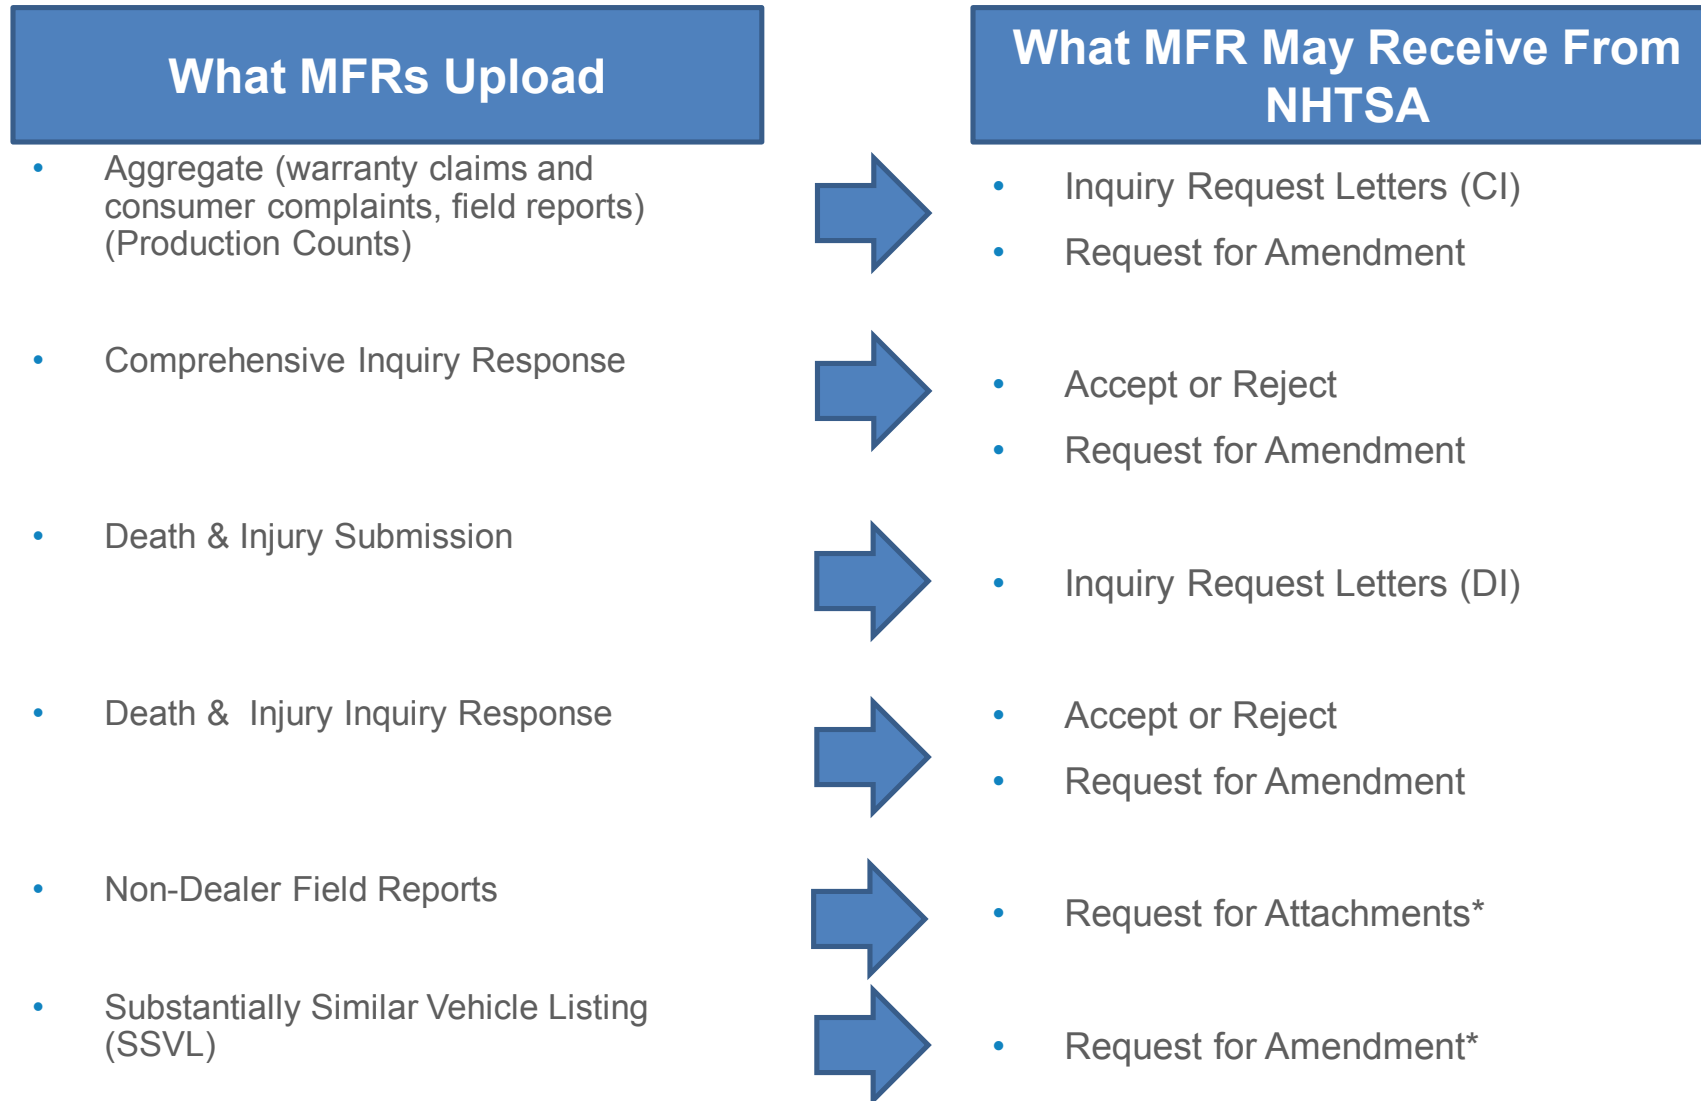 What MFRs Upload
What MFR May Receive From
NHTSA
• Aggregate (warranty claims and
consumer complaints, field reports)
(Production Counts)
• Inquiry Request Letters (CI)
• Request for Amendment
• Comprehensive Inquiry Response
• Accept or Reject
• Request for Amendment
• Death & Injury Submission
• Inquiry Request Letters (DI)
• Death &  Injury Inquiry Response
• Accept or Reject
• Request for Amendment
• Non-Dealer Field Reports
• Request for Attachments*
• Substantially Similar Vehicle Listing
(SSVL)
• Request for Amendment*